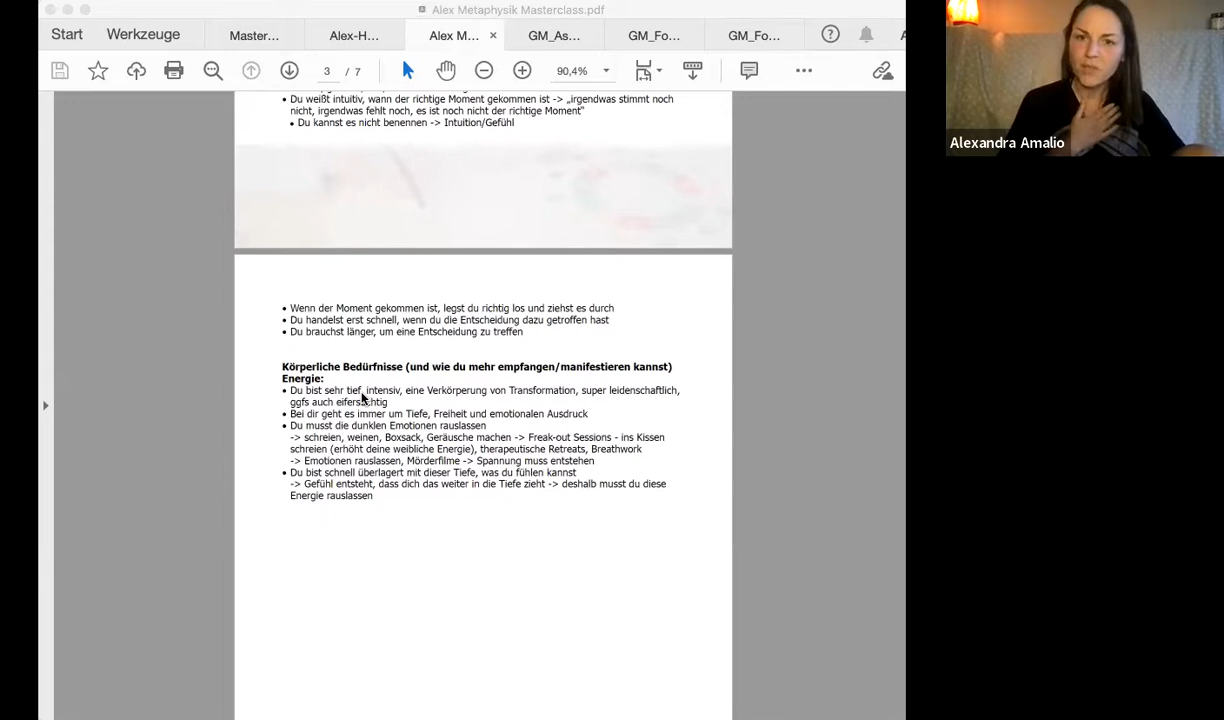 Alex Metaphysik Masterclass.pdf
Start Werkzeuge Master... Alex-H... Alex M... × GM_As... GM_Fo... GM_Fo...
3 / 7 90,4%
Alexandra Amalio
• Du weißt intuitiv, wann der richtige Moment gekommen ist -> „irgendwas stimmt noch
nicht, irgendwas fehlt noch, es ist noch nicht der richtige Moment“
• Du kannst es nicht benennen -> Intuition/Gefühl
• Wenn der Moment gekommen ist, legst du richtig los und ziehst es durch
• Du handelst erst schnell, wenn du die Entscheidung dazu getroffen hast
• Du brauchst länger, um eine Entscheidung zu treffen
Körperliche Bedürfnisse (und wie du mehr empfangen/manifestieren kannst)
Energie:
• Du bist sehr tief, intensiv, eine Verkörperung von Transformation, super leidenschaftlich,
ggfs auch eifersüchtig
• Bei dir geht es immer um Tiefe, Freiheit und emotionalen Ausdruck
• Du musst die dunklen Emotionen rauslassen
-> schreien, weinen, Boxsack, Geräusche machen -> Freak-out Sessions - ins Kissen
schreien (erhöht deine weibliche Energie), therapeutische Retreats, Breathwork
-> Emotionen rauslassen, Mörderfilme -> Spannung muss entstehen
• Du bist schnell überlagert mit dieser Tiefe, was du fühlen kannst
-> Gefühl entsteht, dass dich das weiter in die Tiefe zieht -> deshalb musst du diese
Energie rauslassen